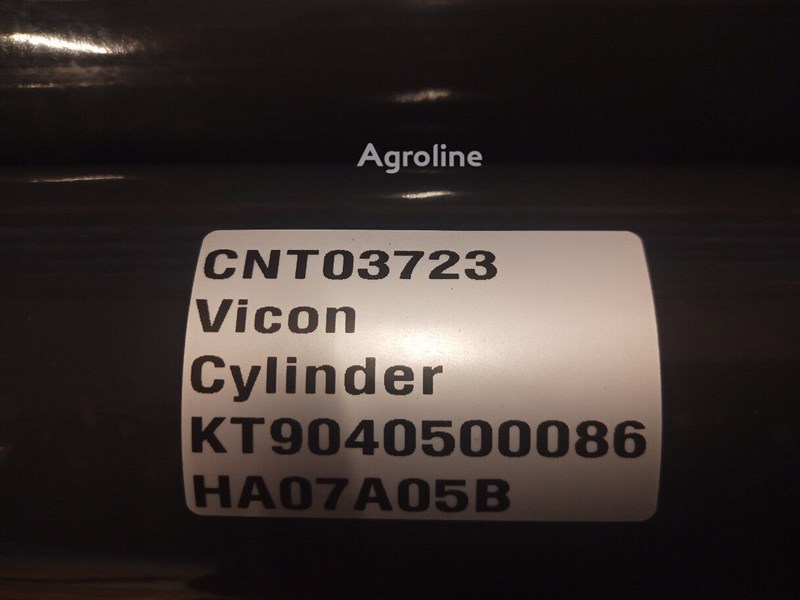 Agroline
CNT03723
Vicon
Cylinder
KT9040500086
HA07A05B